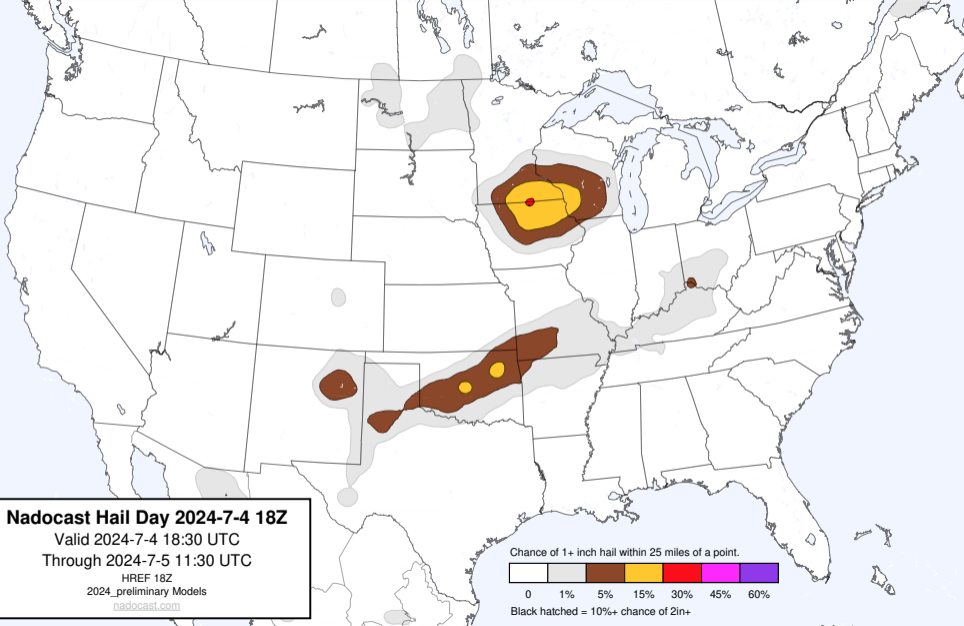 Nadocast Hail Day 2024-7-4 18Z
Valid 2024-7-4 18:30 UTC
Through 2024-7-5 11:30 UTC
HREF 18Z
2024_preliminary Models
nadocast.com
Chance of 1+ inch hail within 25 miles of a point.
0 1% 5% 15% 30% 45% 60%
Black hatched = 10%+ chance of 2in+